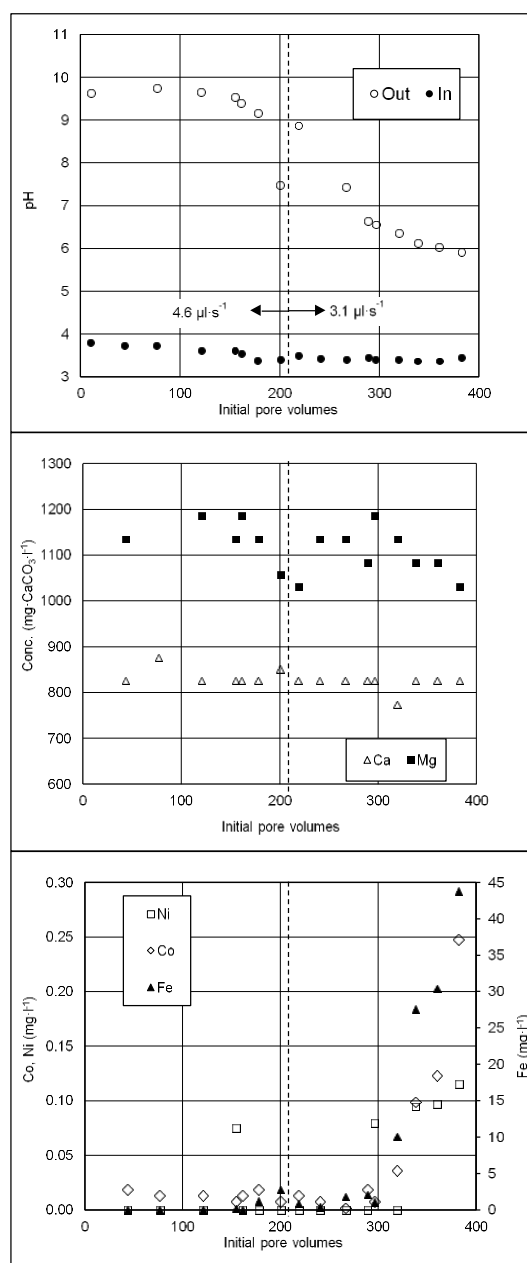 11
10
9
8
7
6
5
4
3
pH
Out In
4.6 µl·s⁻¹ 3.1 µl·s⁻¹
0 100 200 300 400
Initial pore volumes
1300
1200
1100
1000
900
800
700
600
Conc. (mg·CaCO₃·l⁻¹)
Ca Mg
0 100 200 300 400
Initial pore volumes
0.30
0.25
0.20
0.15
0.10
0.05
0.00
Co, Ni (mg·l⁻¹)
Ni
Co
Fe
45
40
35
30
25
20
15
10
5
0
Fe (mg·l⁻¹)
0 100 200 300 400
Initial pore volumes